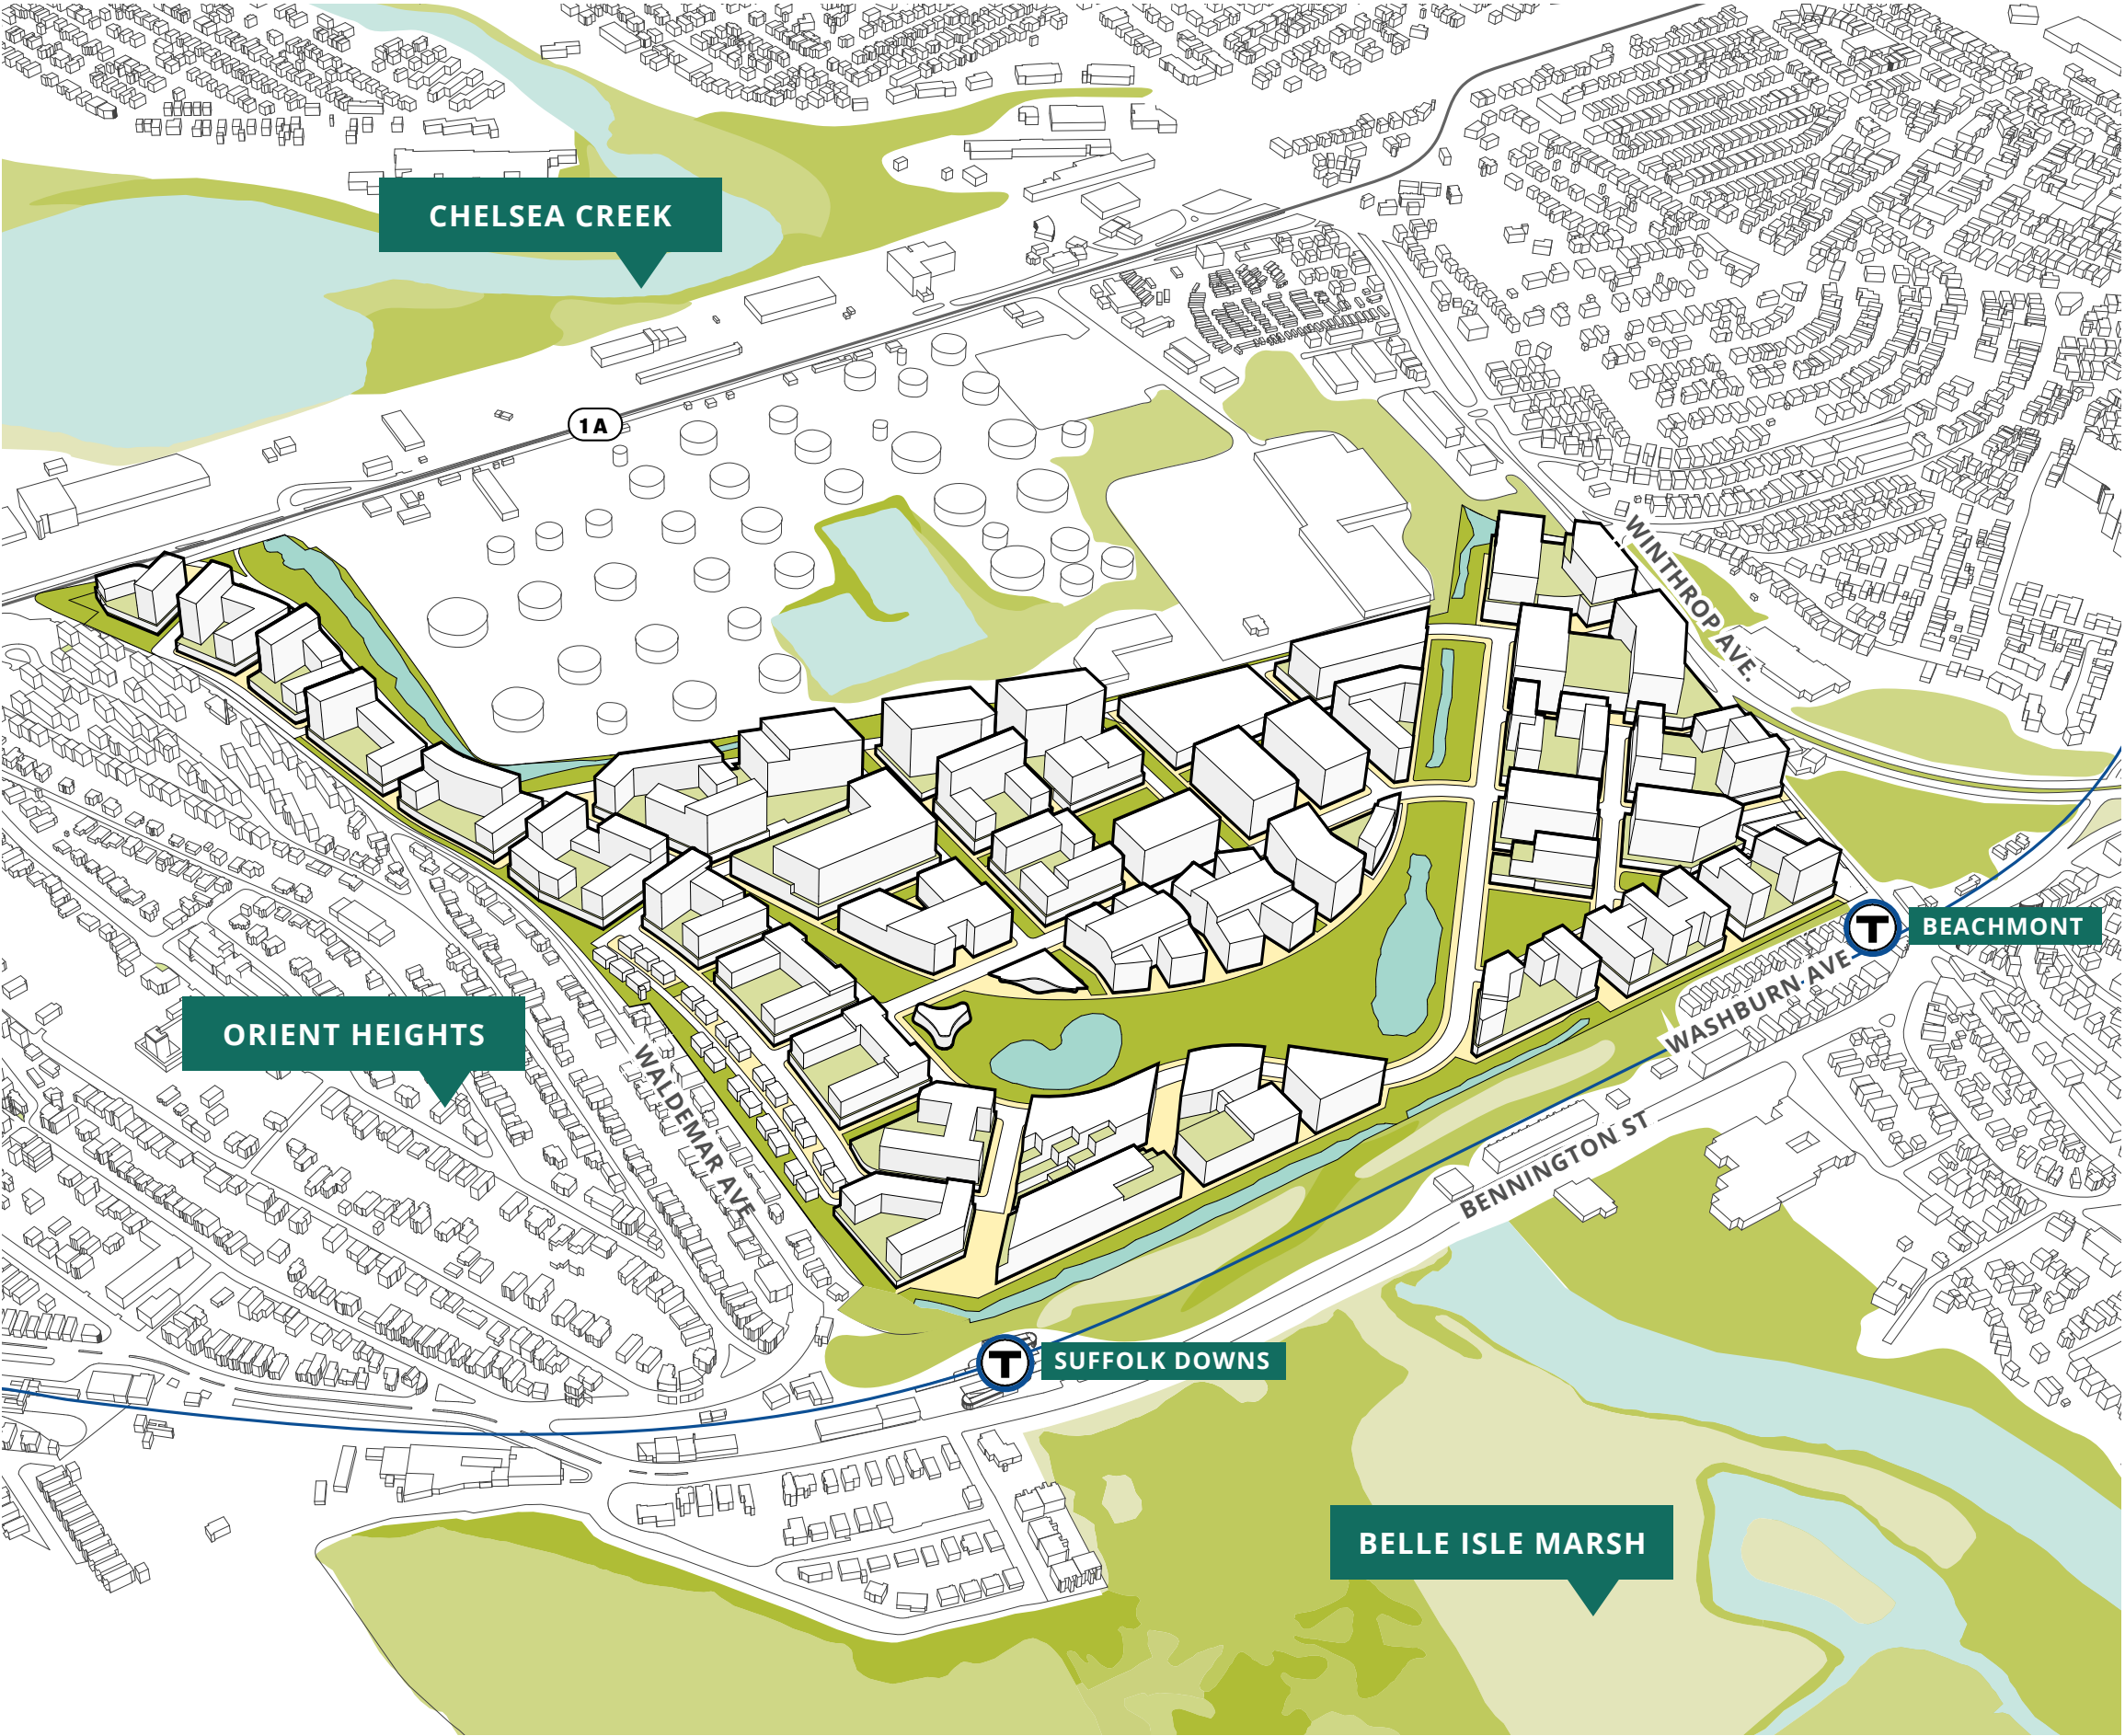 CHELSEA CREEK
1A
WINTHROP AVE.
T
BEACHMONT
WASHBURN AVE
ORIENT HEIGHTS
WALDEMAR AVE
BENNINGTON ST
T
SUFFOLK DOWNS
BELLE ISLE MARSH